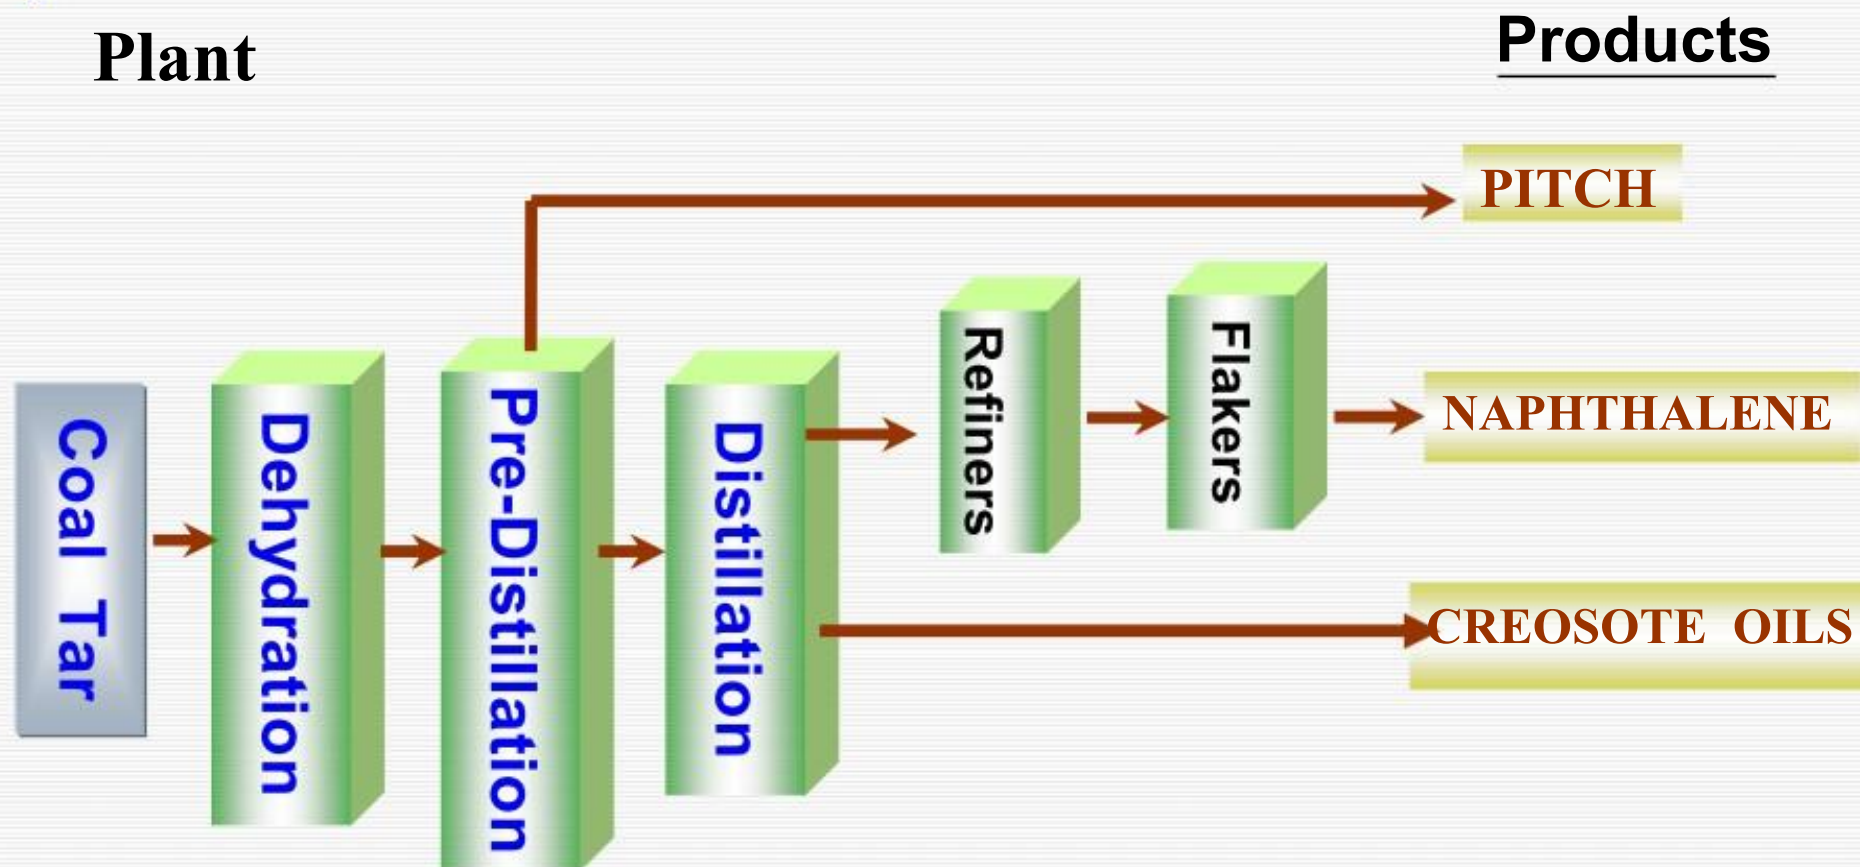 Plant
Products
PITCH
Coal Tar
Dehydration
Pre-Distillation
Distillation
Refiners
Flakers
NAPHTHALENE
CREOSOTE OILS